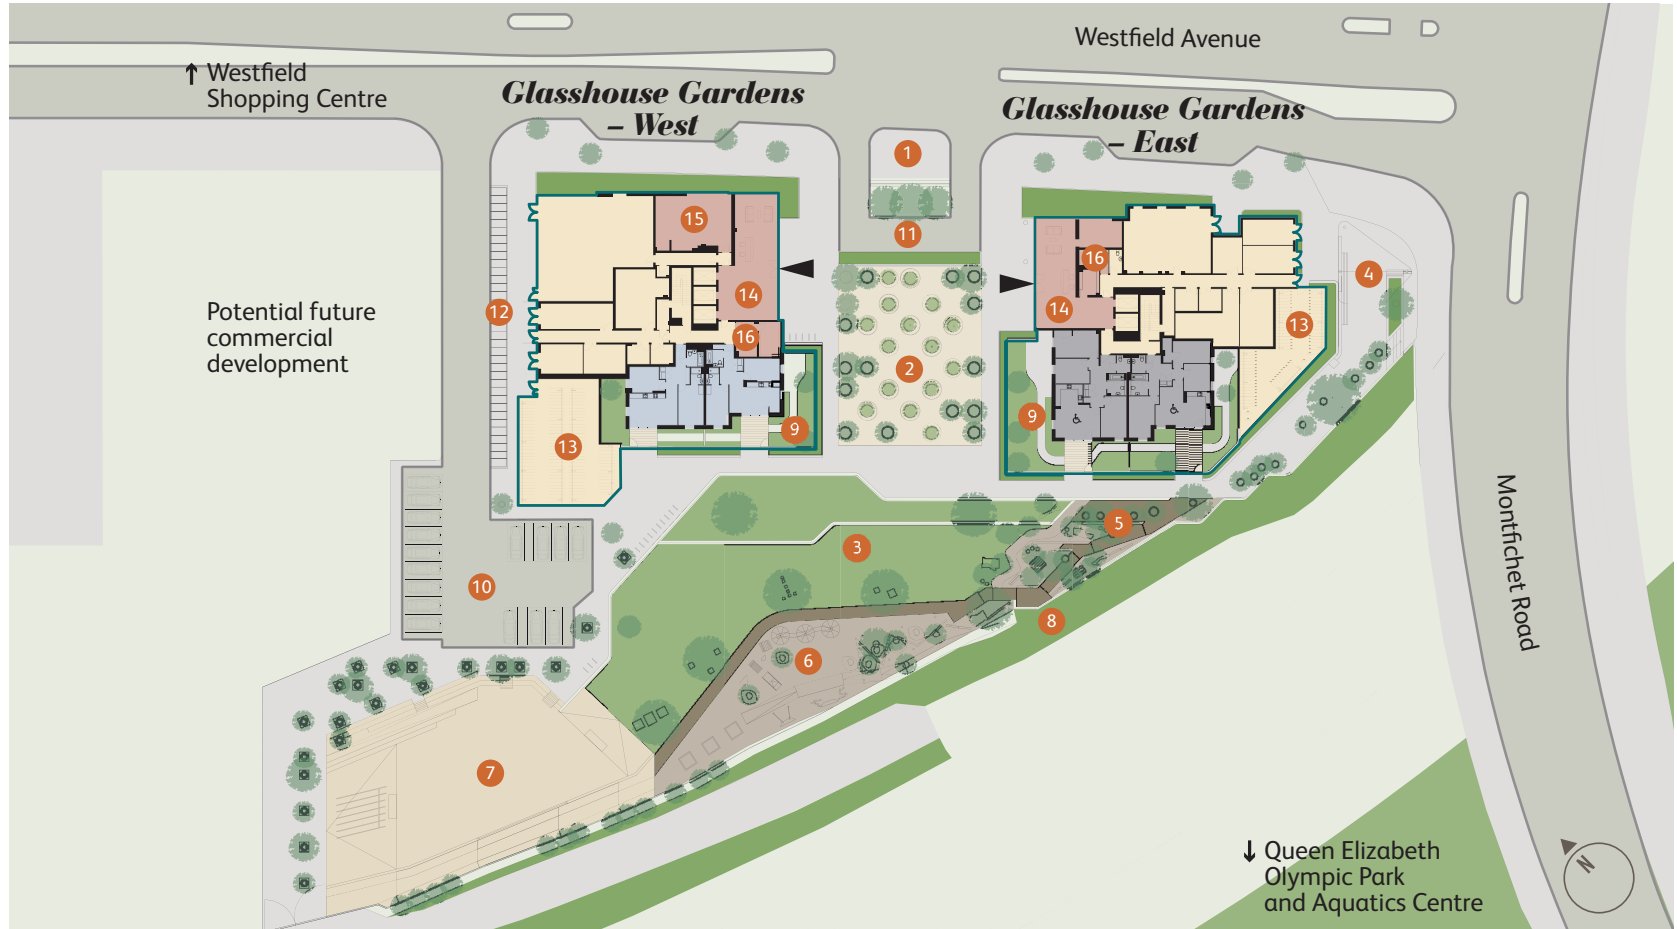 Westfield Avenue
↑ Westfield
Shopping Centre
Glasshouse Gardens
– West
Glasshouse Gardens
– East
1
15
11
16
4
14
12
14
13
16
2
9
9
13
5
3
10
8
6
7
Potential future
commercial
development
Montfichet Road
↓ Queen Elizabeth
Olympic Park
and Aquatics Centre
N